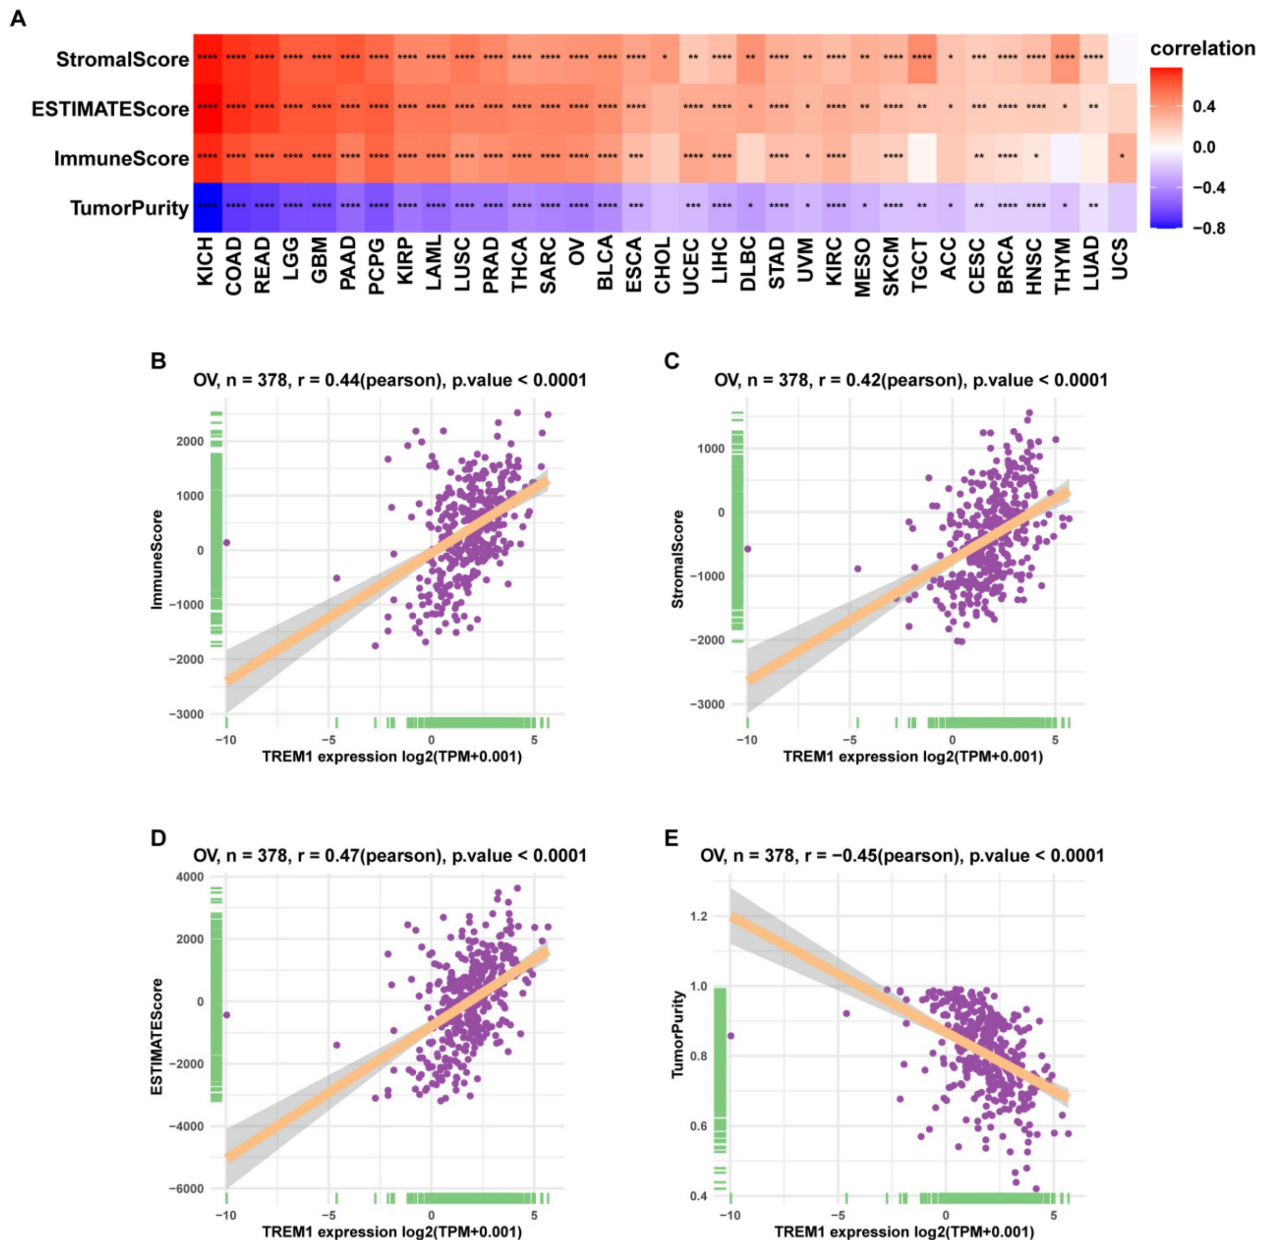 A
StromalScore **** **** **** **** **** **** **** **** **** **** **** **** **** **** **** **** * ** **** ** **** ** **** ** **** **** * *** **** **** **** ****
ESTIMATEScore **** **** **** **** **** **** **** **** **** **** **** **** **** **** **** **** **** **** * **** * **** ** **** ** * *** **** **** * **
ImmuneScore **** **** **** **** **** **** **** **** **** **** **** **** **** **** **** *** **** **** **** * **** **** ** **** * *
TumorPurity **** **** **** **** **** **** **** **** **** **** **** **** **** **** **** *** *** **** * **** * **** * **** ** * ** **** **** * **
KICH COAD READ LGG GBM PAAD PCPG KIRP LAML LUSC PRAD THCA SARC OV BLCA ESCA CHOL UCEC LIHC DLBC STAD UVM KIRC MESO SKCM TGCT ACC CESC BRCA HNSC THYM LUAD UCS
correlation
0.4
0.0
−0.4
−0.8
B
OV, n = 378, r = 0.44(pearson), p.value < 0.0001
ImmuneScore
2000
1000
0
−1000
−2000
−3000
−10 −5 0 5
TREM1 expression log2(TPM+0.001)
C
OV, n = 378, r = 0.42(pearson), p.value < 0.0001
StromalScore
1000
0
−1000
−2000
−3000
−10 −5 0 5
TREM1 expression log2(TPM+0.001)
D
OV, n = 378, r = 0.47(pearson), p.value < 0.0001
ESTIMATEScore
4000
2000
0
−2000
−4000
−6000
−10 −5 0 5
TREM1 expression log2(TPM+0.001)
E
OV, n = 378, r = −0.45(pearson), p.value < 0.0001
TumorPurity
1.2
1.0
0.8
0.6
0.4
−10 −5 0 5
TREM1 expression log2(TPM+0.001)